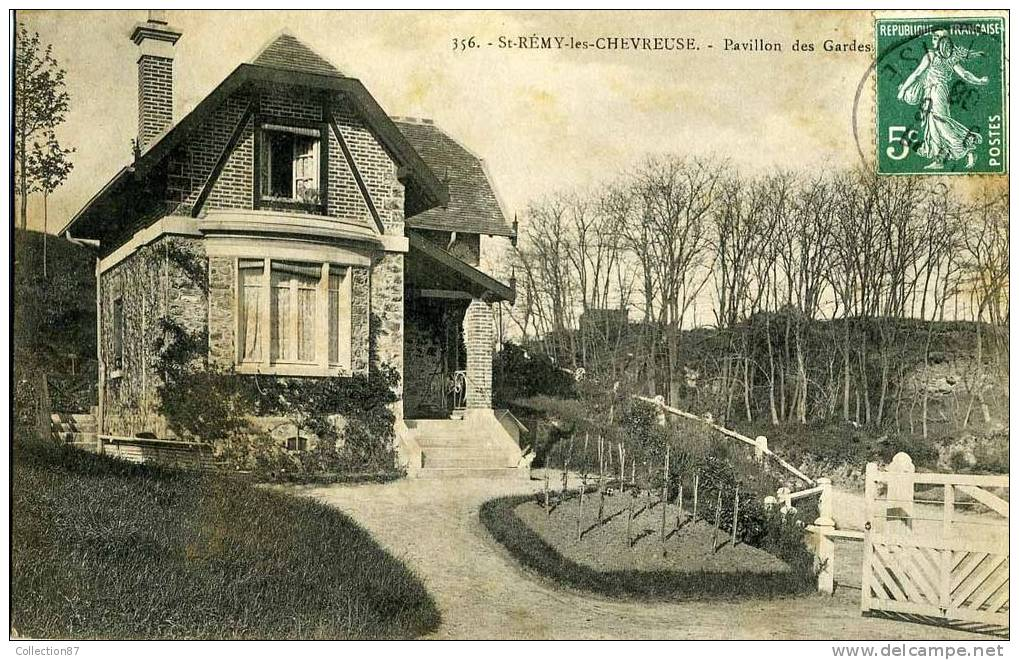 356. - St-RÉMY-les-CHEVREUSE. - Pavillon des Gardes.
REPUBLIQUE FRANÇAISE
5c
POSTES
Collection87
www.delcampe.net